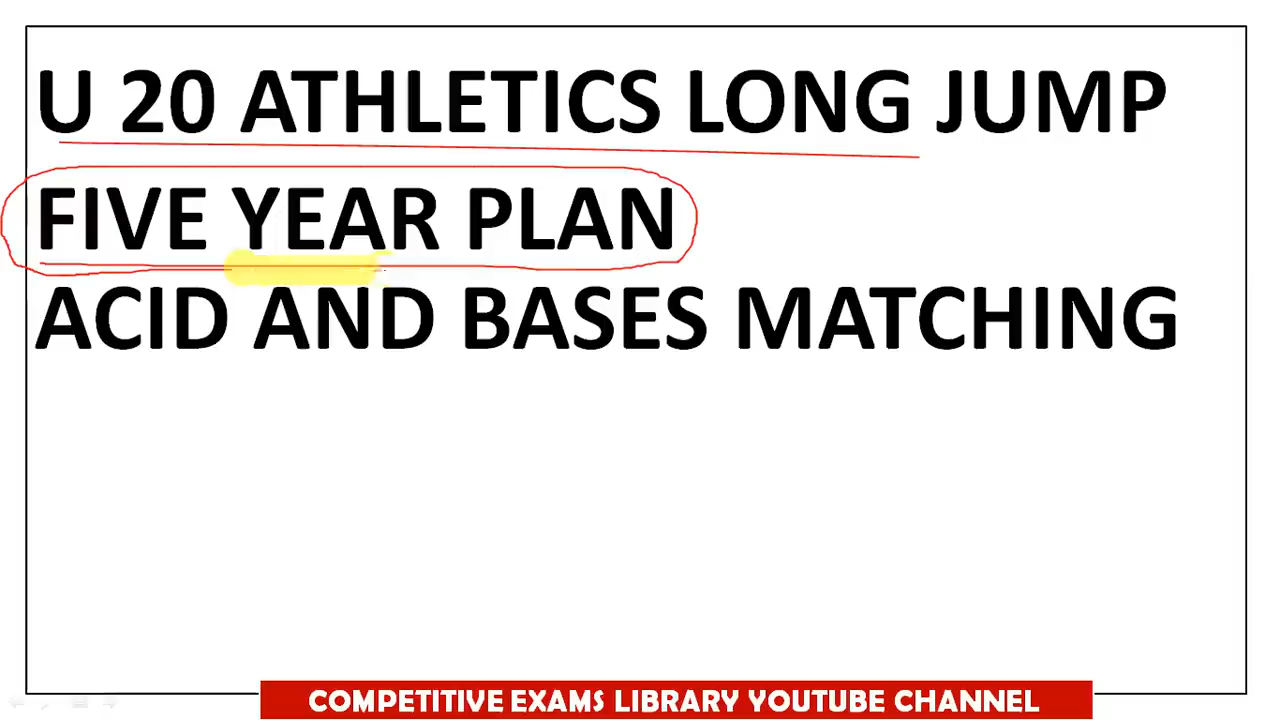 U 20 ATHLETICS LONG JUMP
FIVE YEAR PLAN
ACID AND BASES MATCHING
COMPETITIVE EXAMS LIBRARY YOUTUBE CHANNEL